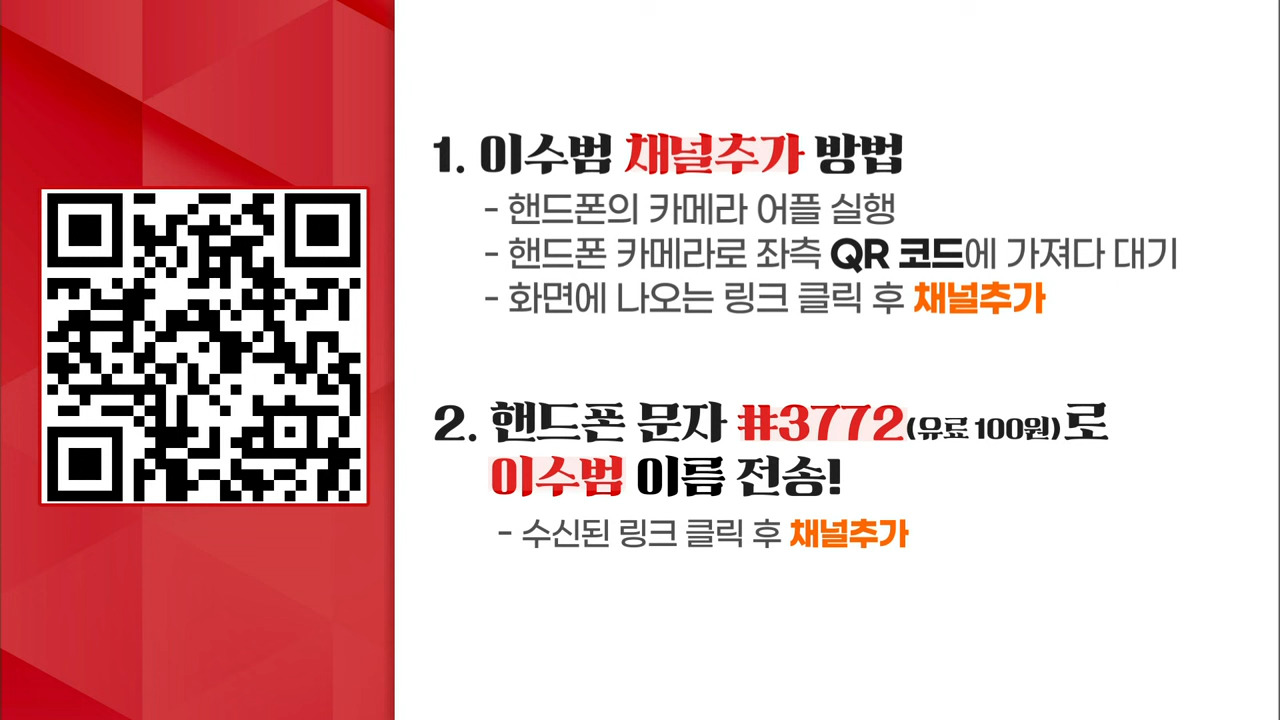 1. 이수범 채널추가 방법
- 핸드폰의 카메라 어플 실행
- 핸드폰 카메라로 좌측 QR 코드에 가져다 대기
- 화면에 나오는 링크 클릭 후 채널추가
2. 핸드폰 문자 #3772(유료 100원)로
이수범 이름 전송!
- 수신된 링크 클릭 후 채널추가